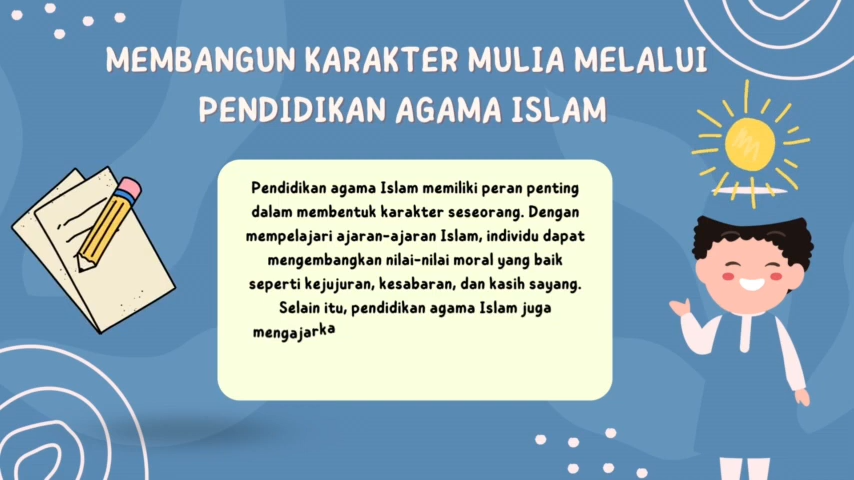 MEMBANGUN KARAKTER MULIA MELALUI
PENDIDIKAN AGAMA ISLAM
Pendidikan agama Islam memiliki peran penting
dalam membentuk karakter seseorang. Dengan
mempelajari ajaran-ajaran Islam, individu dapat
mengembangkan nilai-nilai moral yang baik
seperti kejujuran, kesabaran, dan kasih sayang.
Selain itu, pendidikan agama Islam juga
mengajarka